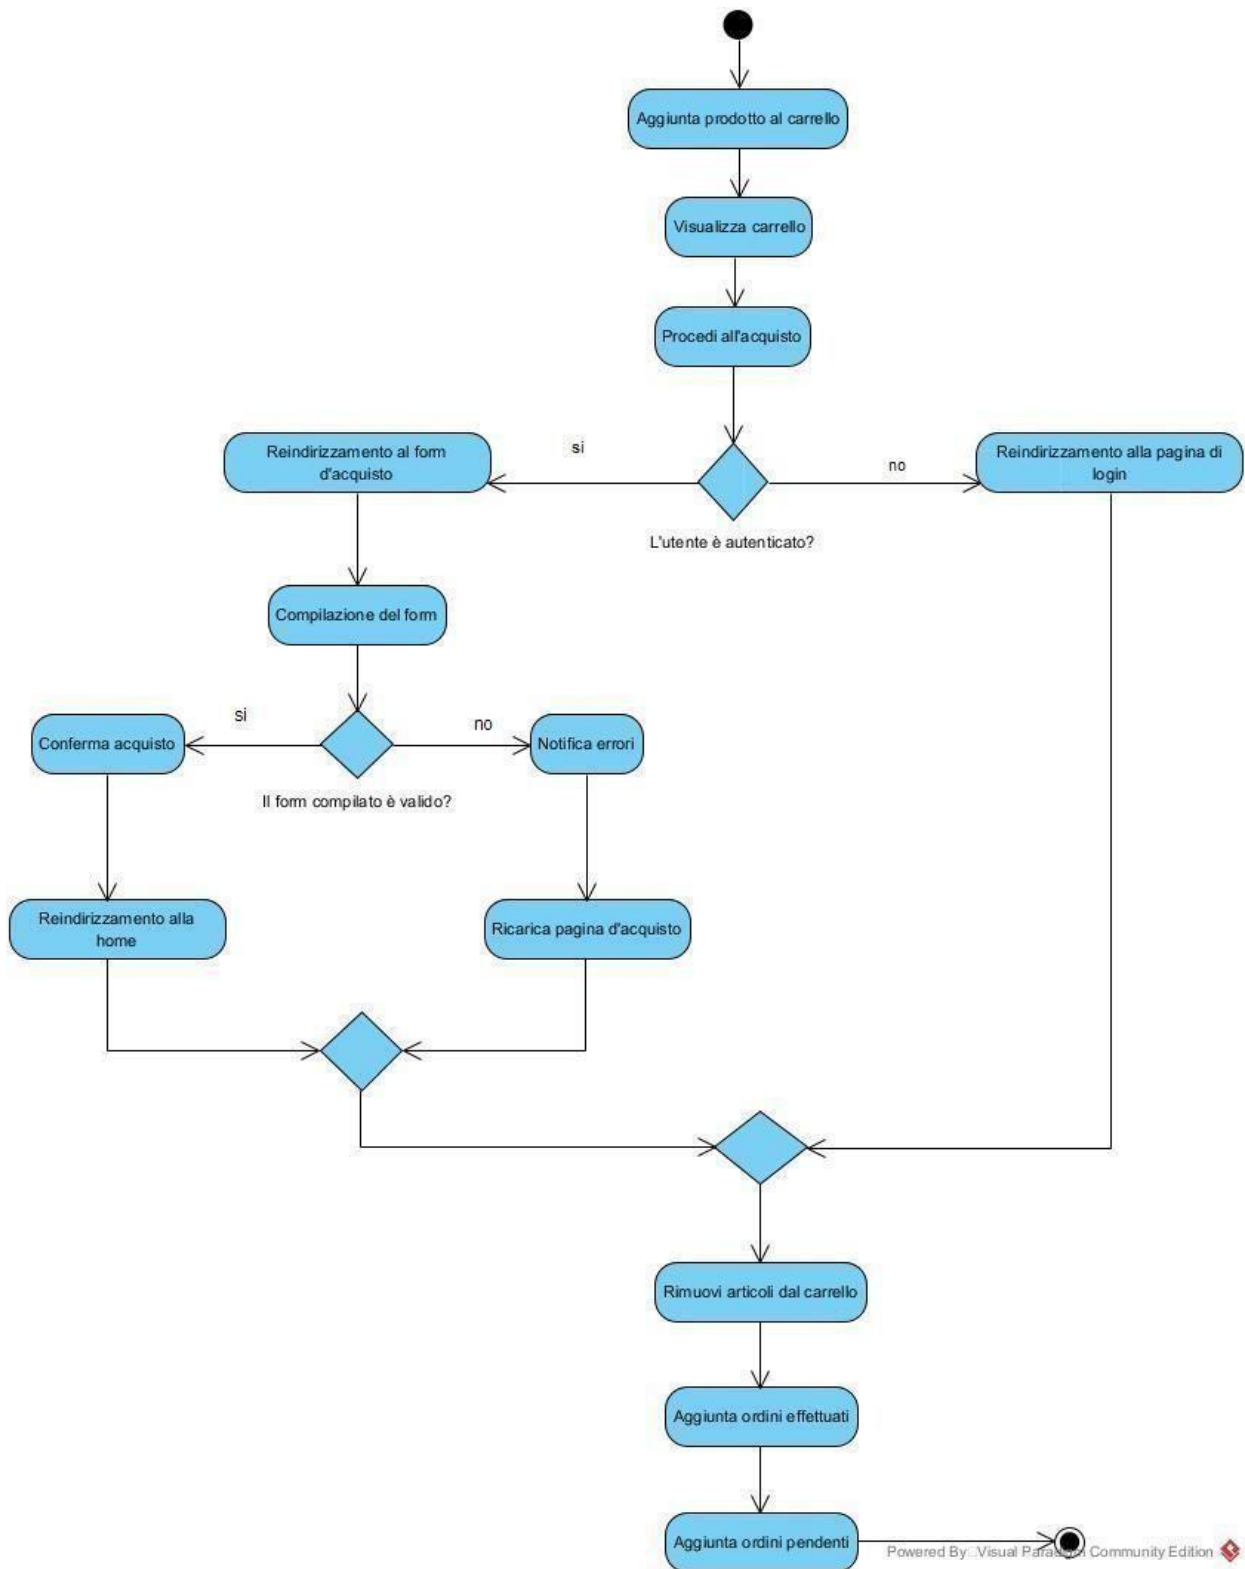 Aggiunta prodotto al carrello
Visualizza carrello
Procedi all'acquisto
si
no
Reindirizzamento al form
d'acquisto
Reindirizzamento alla pagina di
login
L'utente è autenticato?
Compilazione del form
si
no
Conferma acquisto
Notifica errori
Il form compilato è valido?
Reindirizzamento alla
home
Ricarica pagina d'acquisto
Rimuovi articoli dal carrello
Aggiunta ordini effettuati
Aggiunta ordini pendenti
Powered By Visual Paradigm Community Edition